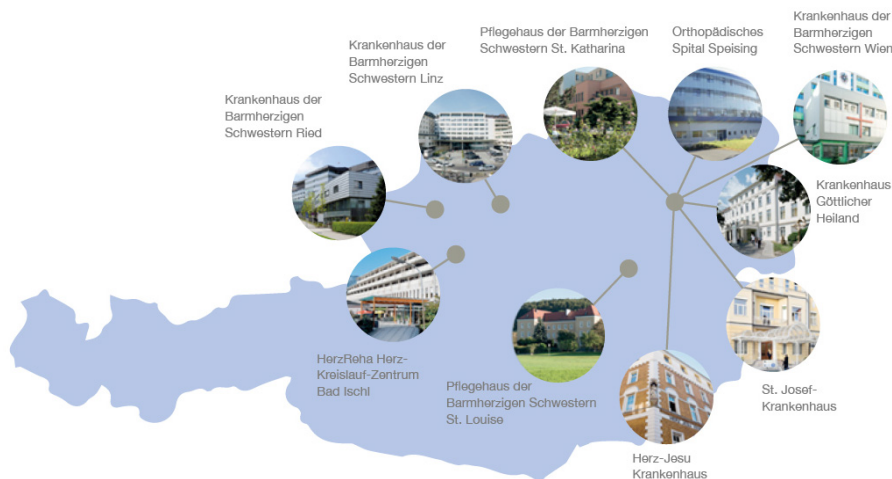 Krankenhaus der
Barmherzigen
Schwestern Ried
Krankenhaus der
Barmherzigen
Schwestern Linz
Pflegehaus der Barmherzigen
Schwestern St. Katharina
Orthopädisches
Spital Speising
Krankenhaus der
Barmherzigen
Schwestern Wien
Krankenhaus
Göttlicher
Heiland
HerzReha Herz-
Kreislauf-Zentrum
Bad Ischl
Pflegehaus der
Barmherzigen Schwestern
St. Louise
Herz-Jesu
Krankenhaus
St. Josef-
Krankenhaus